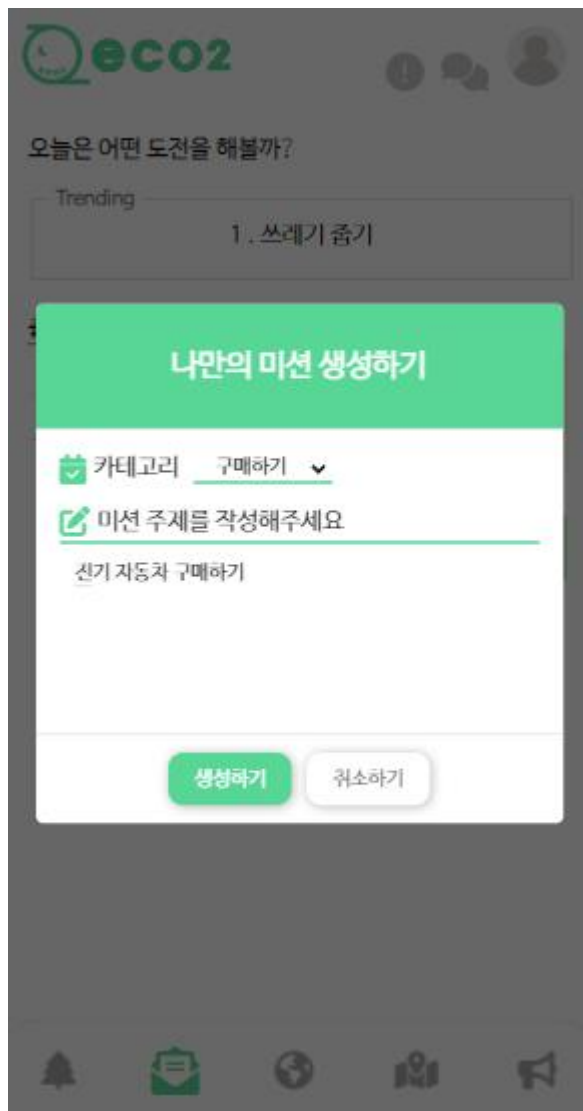 eco2
오늘은 어떤 도전을 해볼까?
Trending
1 . 쓰레기 줍기
나만의 미션 생성하기
카테고리 구매하기
미션 주제를 작성해주세요
진기 자동차 구매하기
생성하기 취소하기